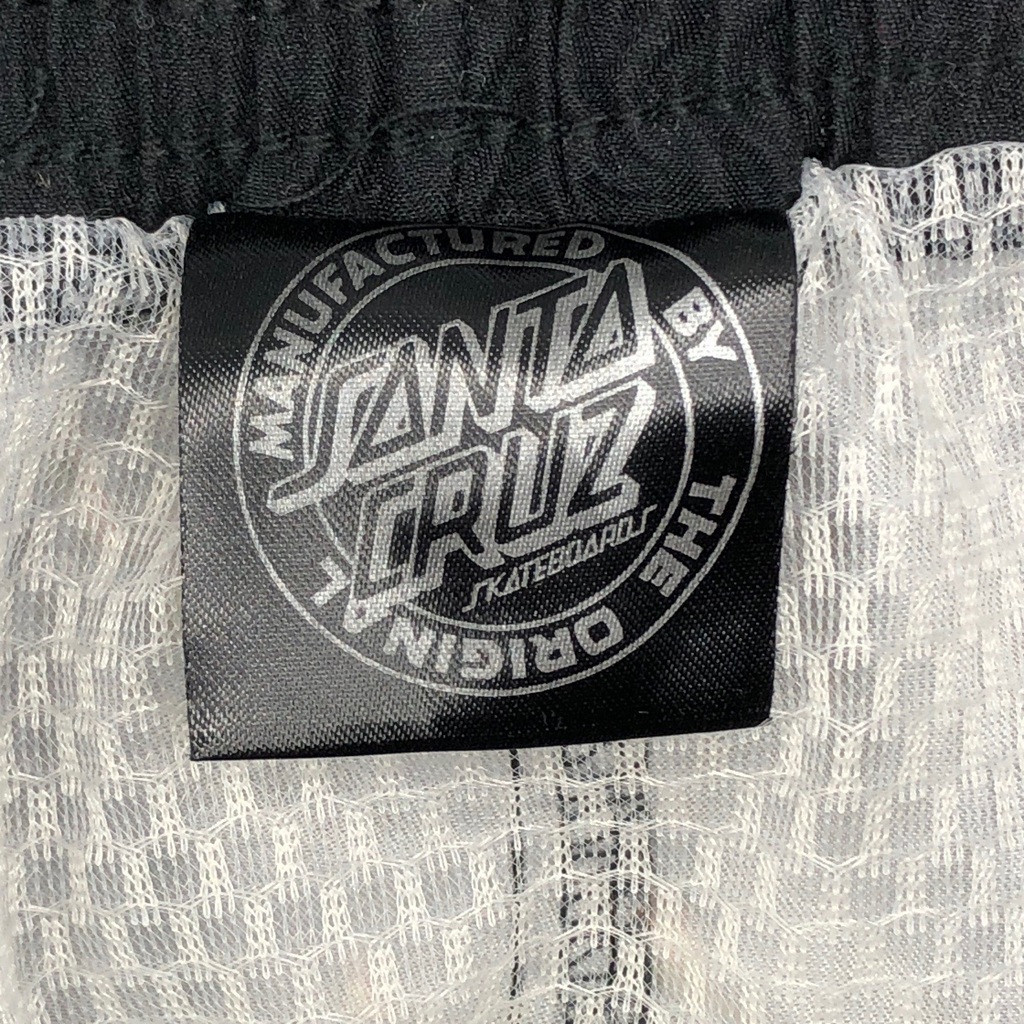 MANUFACTURED BY THE ORIGINAL
SANTA
CRUZ
SKATEBOARDS